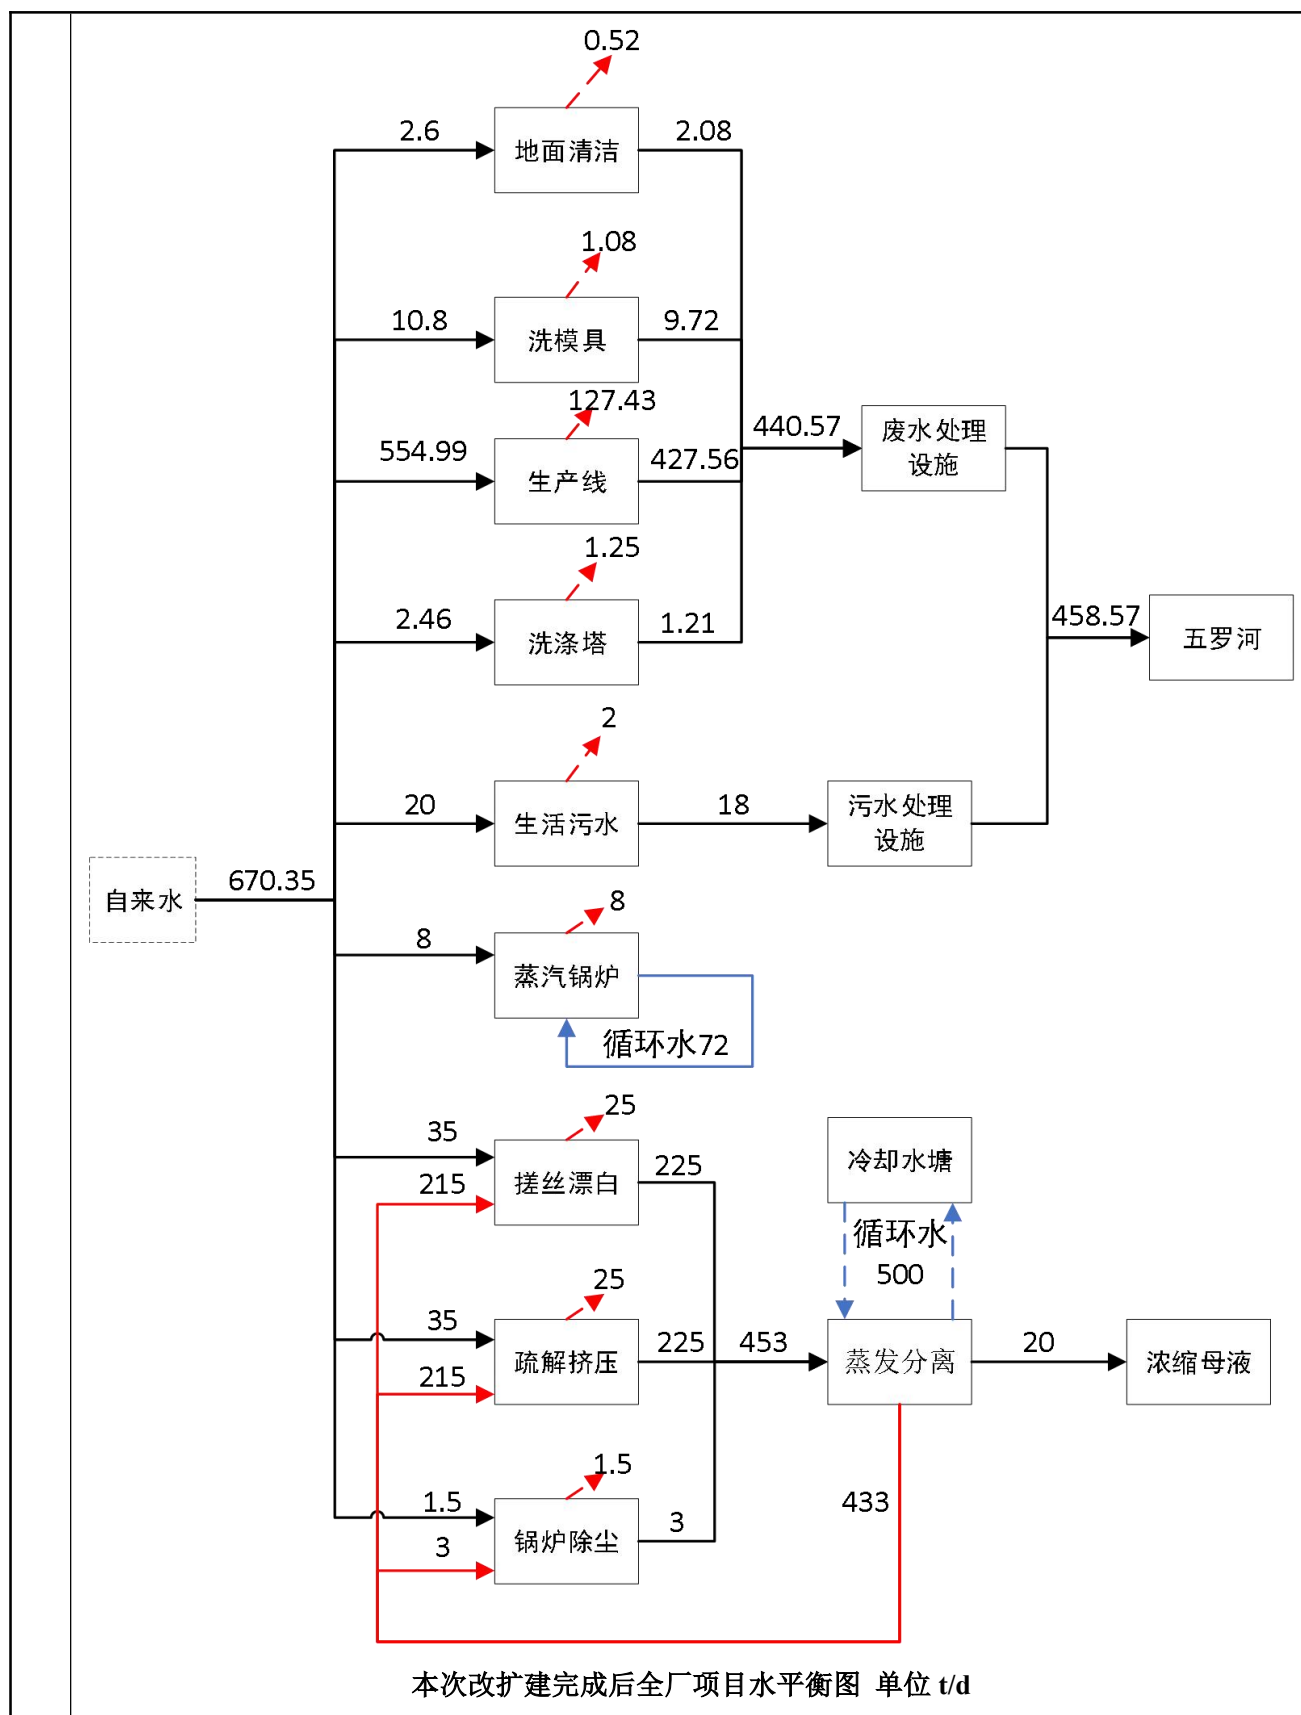 0.52
2.6
地面清洁
2.08
1.08
10.8
洗模具
9.72
127.43
554.99
生产线
427.56
440.57
废水处理
设施
1.25
2.46
洗涤塔
1.21
458.57
五罗河
2
20
生活污水
18
污水处理
设施
自来水
670.35
8
8
蒸汽锅炉
循环水72
25
35
215
搓丝漂白
225
冷却水塘
循环水
500
25
35
215
疏解挤压
225
453
蒸发分离
20
浓缩母液
1.5
1.5
3
锅炉除尘
3
433
本次改扩建完成后全厂项目水平衡图 单位 t/d